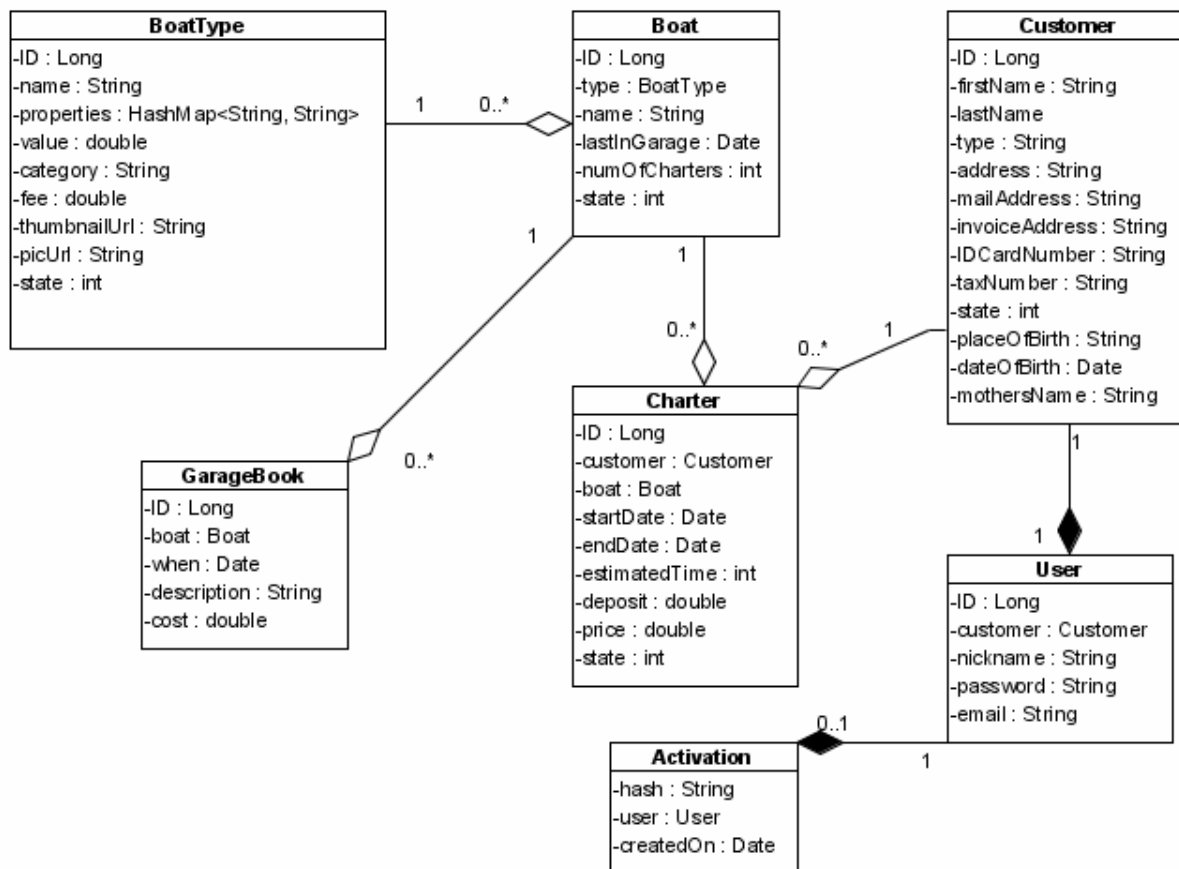 BoatType
-ID : Long
-name : String
-properties : HashMap<String, String>
-value : double
-category : String
-fee : double
-thumbnailUrl : String
-picUrl : String
-state : int
1
0..*
Boat
-ID : Long
-type : BoatType
-name : String
-lastInGarage : Date
-numOfCharters : int
-state : int
1
1
0..*
0..*
1
0..*
Customer
-ID : Long
-firstName : String
-lastName
-type : String
-address : String
-mailAddress : String
-invoiceAddress : String
-IDCardNumber : String
-taxNumber : String
-state : int
-placeOfBirth : String
-dateOfBirth : Date
-mothersName : String
1
1
GarageBook
-ID : Long
-boat : Boat
-when : Date
-description : String
-cost : double
Charter
-ID : Long
-customer : Customer
-boat : Boat
-startDate : Date
-endDate : Date
-estimatedTime : int
-deposit : double
-price : double
-state : int
User
-ID : Long
-customer : Customer
-nickname : String
-password : String
-email : String
0..1
1
Activation
-hash : String
-user : User
-createdOn : Date